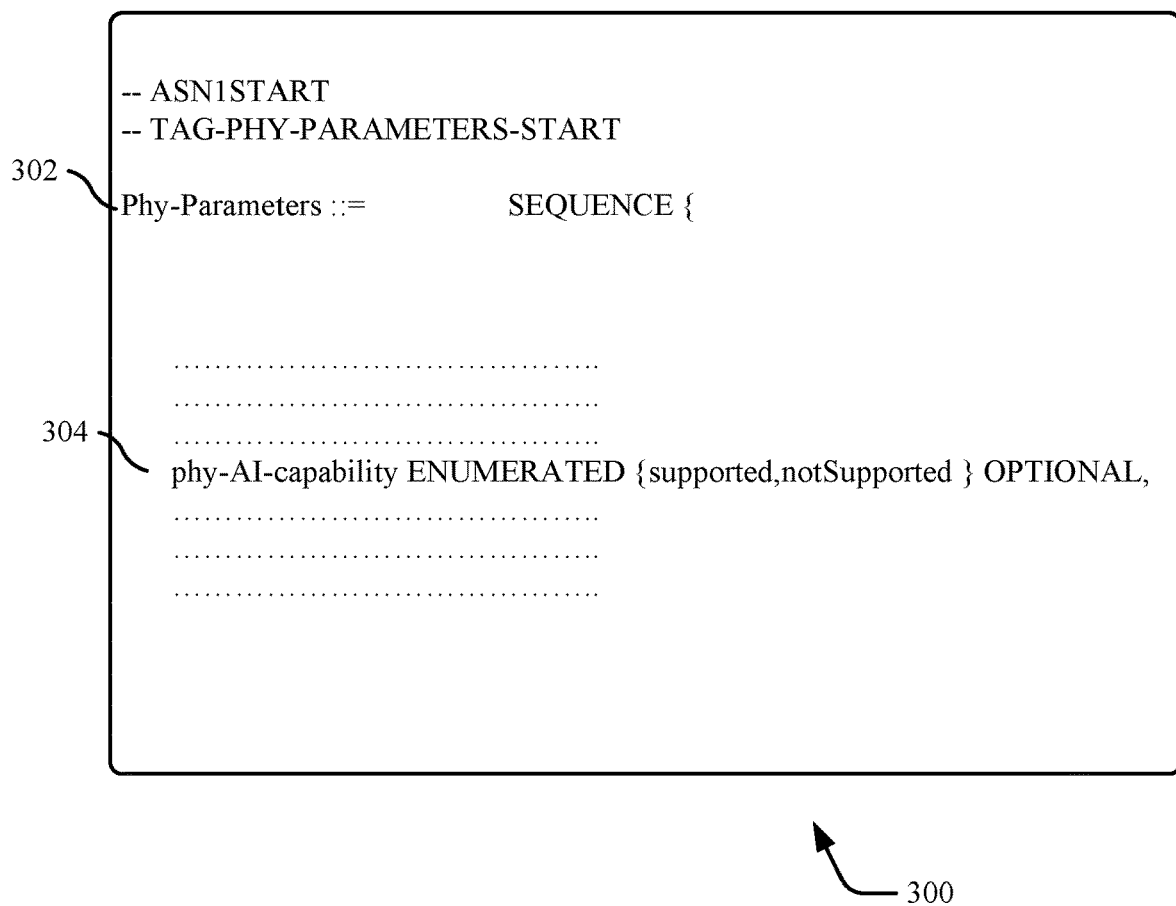 -- ASN1START
-- TAG-PHY-PARAMETERS-START
302
Phy-Parameters ::= SEQUENCE {
.......................................
.......................................
.......................................
304
phy-AI-capability ENUMERATED {supported,notSupported } OPTIONAL,
.......................................
.......................................
.......................................
300